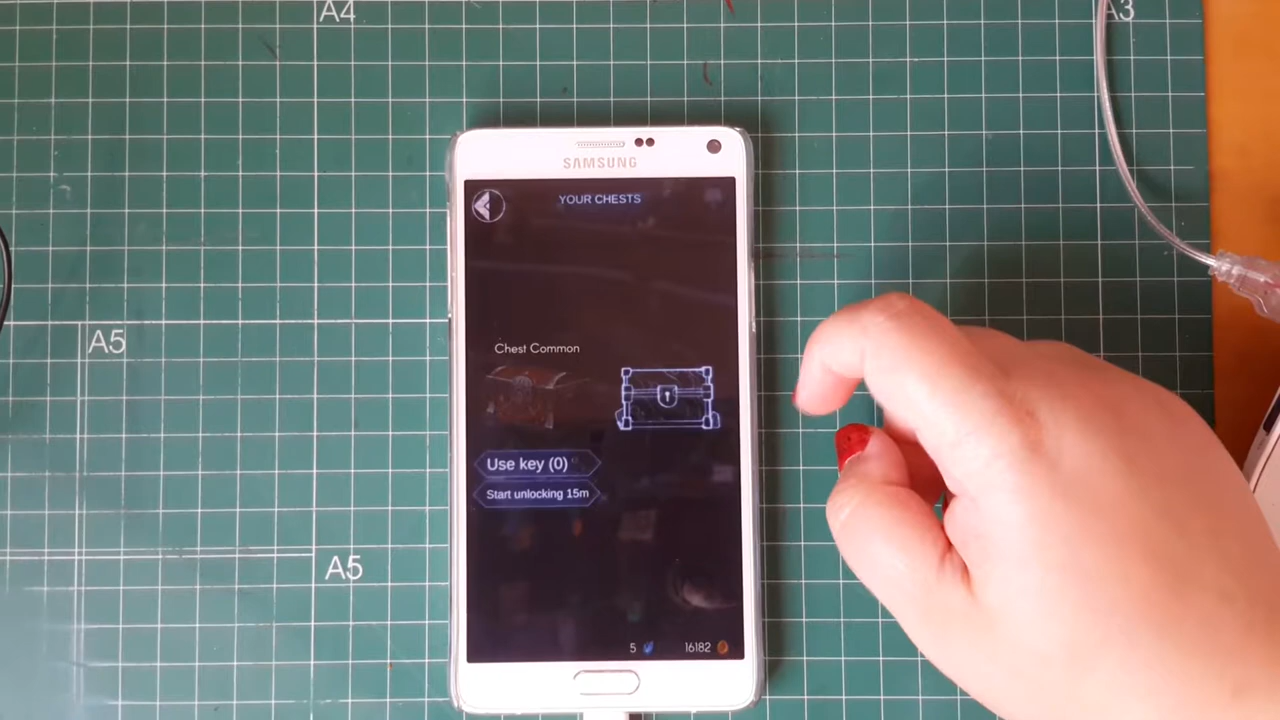 A4
A3
SAMSUNG
YOUR CHESTS
A5
Chest Common
Use key (0)
Start unlocking 15m
A5
5
16182